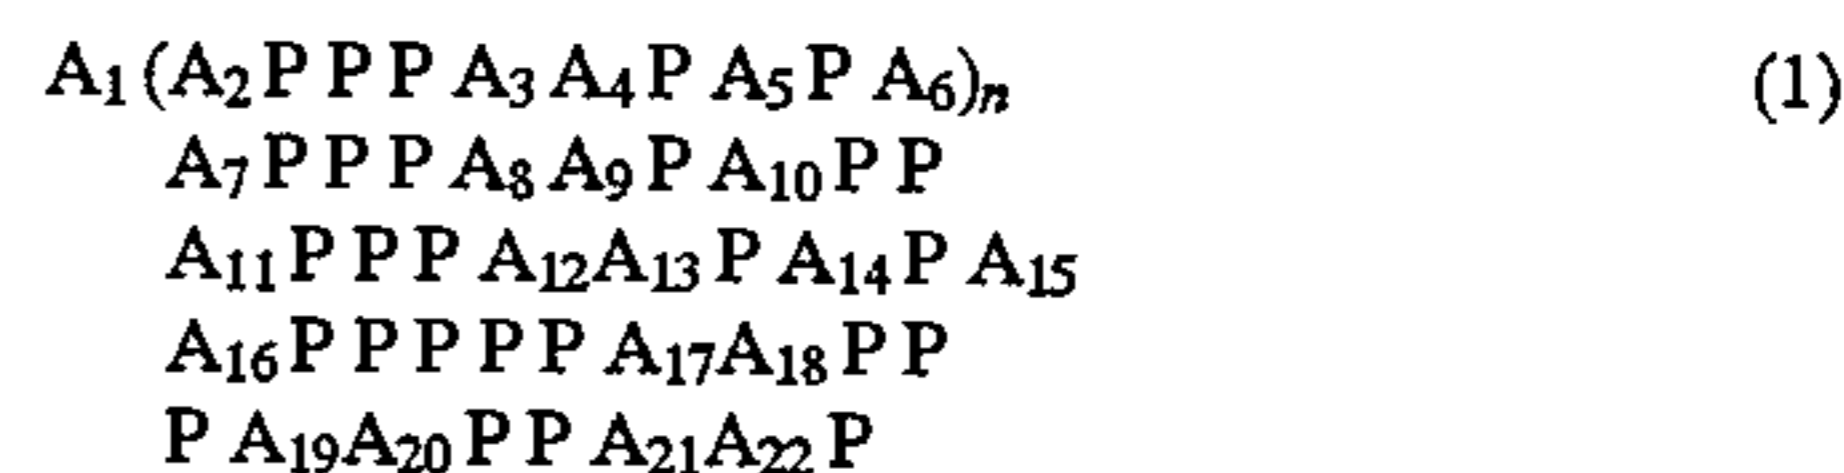 A₁ (A₂ P P P A₃ A₄ P A₅ P A₆)ₙ (1)
A₇ P P P A₈ A₉ P A₁₀ P P
A₁₁ P P P A₁₂ A₁₃ P A₁₄ P A₁₅
A₁₆ P P P P P A₁₇ A₁₈ P P
P A₁₉ A₂₀ P P A₂₁ A₂₂ P